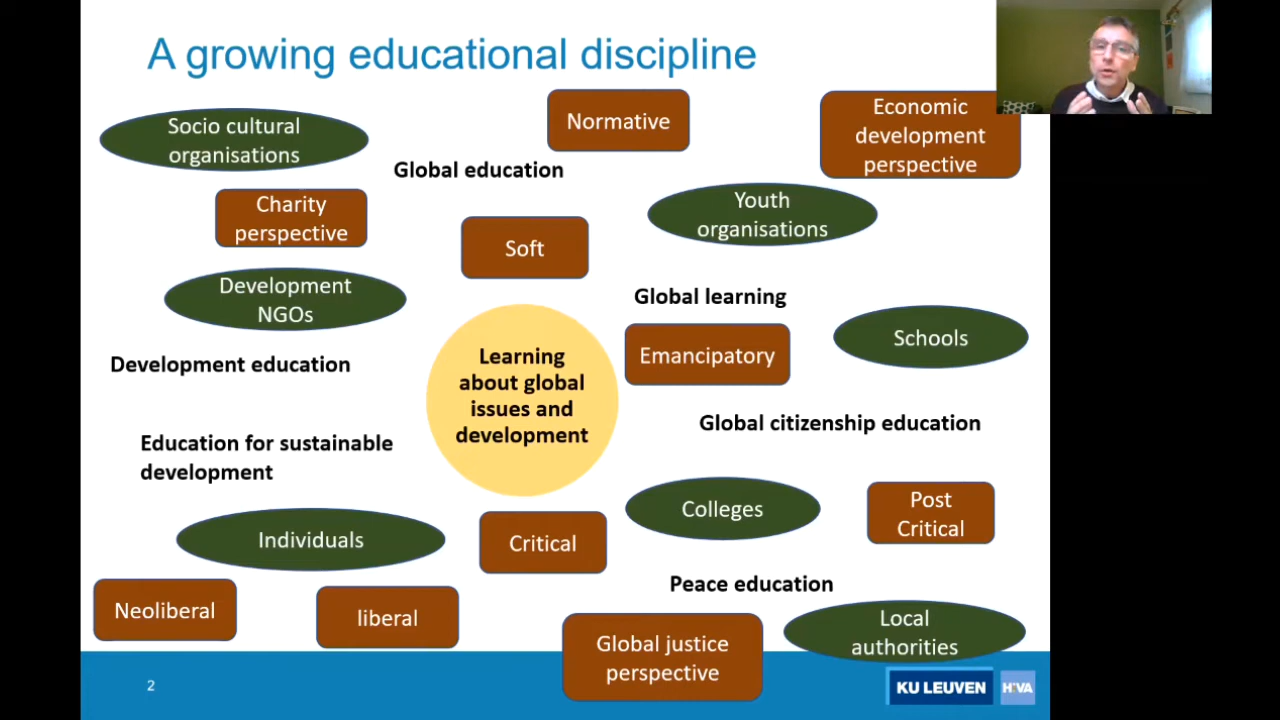 A growing educational discipline
Socio cultural
organisations
Normative
Economic
development
perspective
Global education
Charity
perspective
Youth
organisations
Soft
Development
NGOs
Global learning
Schools
Emancipatory
Development education
Learning
about global
issues and
development
Global citizenship education
Education for sustainable
development
Colleges
Post
Critical
Individuals
Critical
Peace education
Neoliberal
liberal
Local
authorities
Global justice
perspective
2
KU LEUVEN
HIVA